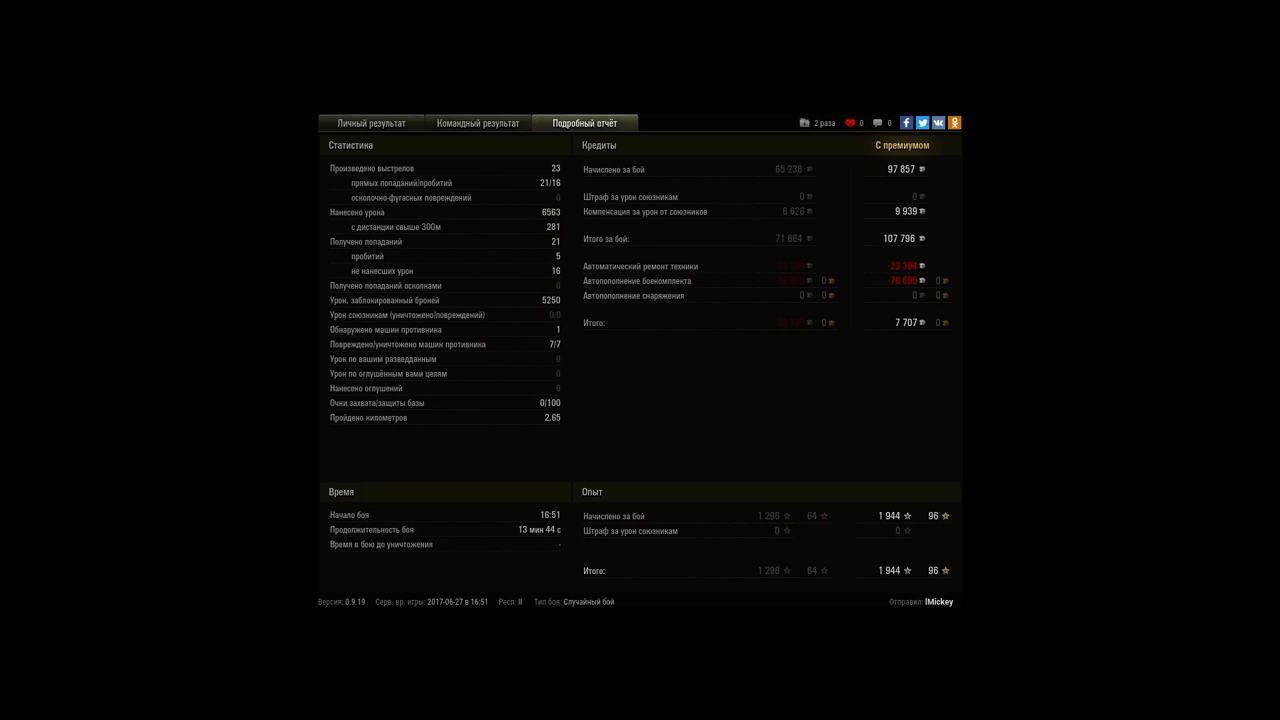 Личный результат Командный результат Подробный отчёт 2 раза 0 0
Статистика
Произведено выстрелов 23
прямых попаданий/пробитий 21/16
осколочно-фугасных повреждений 0
Нанесено урона 6563
с дистанции свыше 300м 281
Получено попаданий 21
пробитий 5
не нанесших урон 16
Получено попаданий осколками 0
Урон, заблокированный броней 5250
Урон союзникам (уничтожено/повреждений) 0/0
Обнаружено машин противника 1
Повреждено/уничтожено машин противника 7/7
Урон по вашим разведданным 0
Урон по оглушённым вами целям 0
Нанесено оглушений 0
Очки захвата/защиты базы 0/100
Пройдено километров 2,65
Кредиты С премиумом
Начислено за бой 65 238 97 857
Штраф за урон союзникам 0 0
Компенсация за урон от союзников 6 626 9 939
Итого за бой: 71 864 107 796
Автоматический ремонт техники -23 394
Автопополнение боекомплекта 0 -76 695 0
Автопополнение снаряжения 0 0 0 0
Итого: 0 7 707 0
Время
Начало боя 16:51
Продолжительность боя 13 мин 44 с
Время в бою до уничтожения -
Опыт
Начислено за бой 1 296 64 1 944 96
Штраф за урон союзникам 0 0
Итого: 1 296 64 1 944 96
Версия: 0.9.19 Серв. вр. игры: 2017-06-27 в 16:51 Респ: II Тип боя: Случайный бой Отправил: lMickey